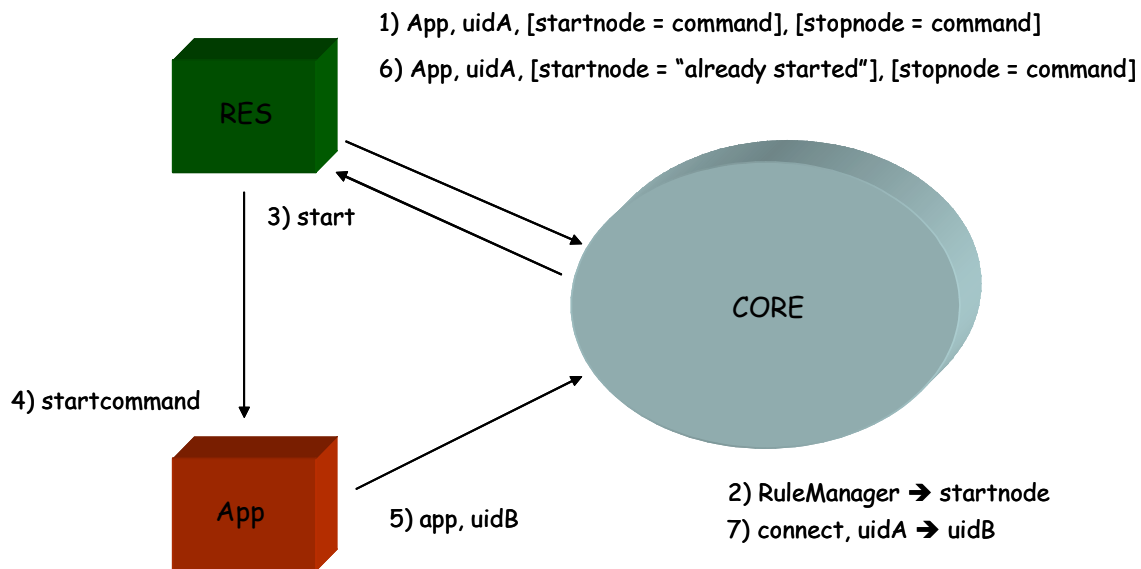 1) App, uidA, [startnode = command], [stopnode = command]
6) App, uidA, [startnode = “already started”], [stopnode = command]
RES
3) start
CORE
4) startcommand
App
5) app, uidB
2) RuleManager ➔ startnode
7) connect, uidA ➔ uidB